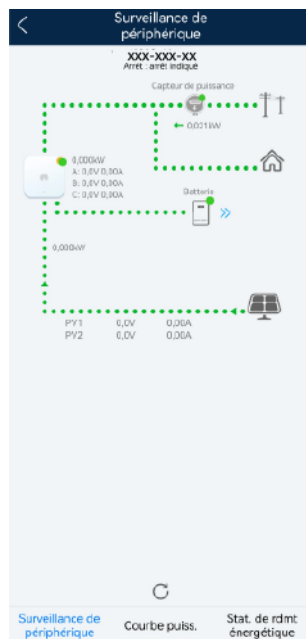 Surveillance de
périphérique
XXX-XXX-XX
Arrêt : arrêt indiqué
Capteur de puissance
0,021kW
0,000kW
A: 0,0V 0,00A
B: 0,0V 0,00A
C: 0,0V 0,00A
Batterie
0,000kW
PV1 0,0V 0,00A
PV2 0,0V 0,00A
Surveillance de
périphérique
Courbe puiss.
Stat. de rdmt
énergétique